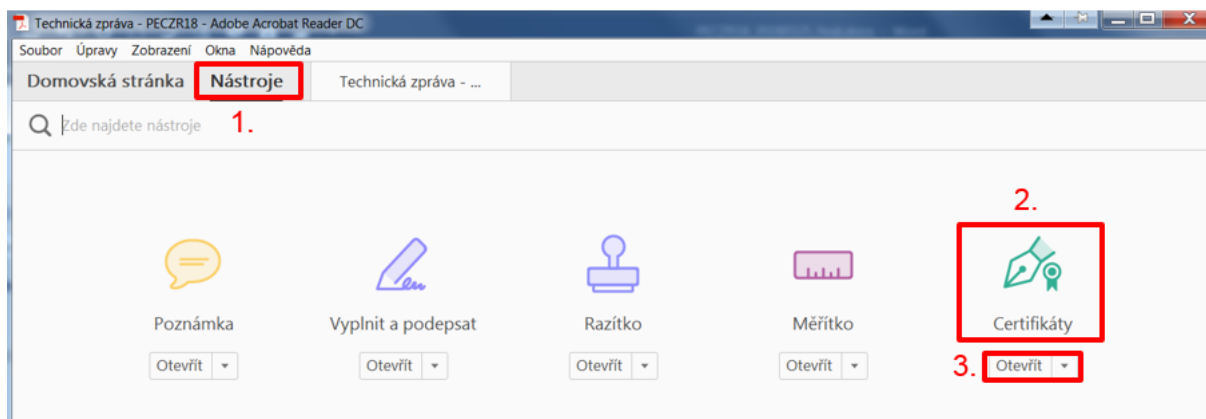 Technická zpráva - PECZR18 - Adobe Acrobat Reader DC
Soubor Úpravy Zobrazení Okna Nápověda
Domovská stránka Nástroje Technická zpráva - ...
Zde najdete nástroje 1.
2.
Poznámka Vyplnit a podepsat Razítko Měřítko Certifikáty
Otevřít Otevřít Otevřít Otevřít 3. Otevřít